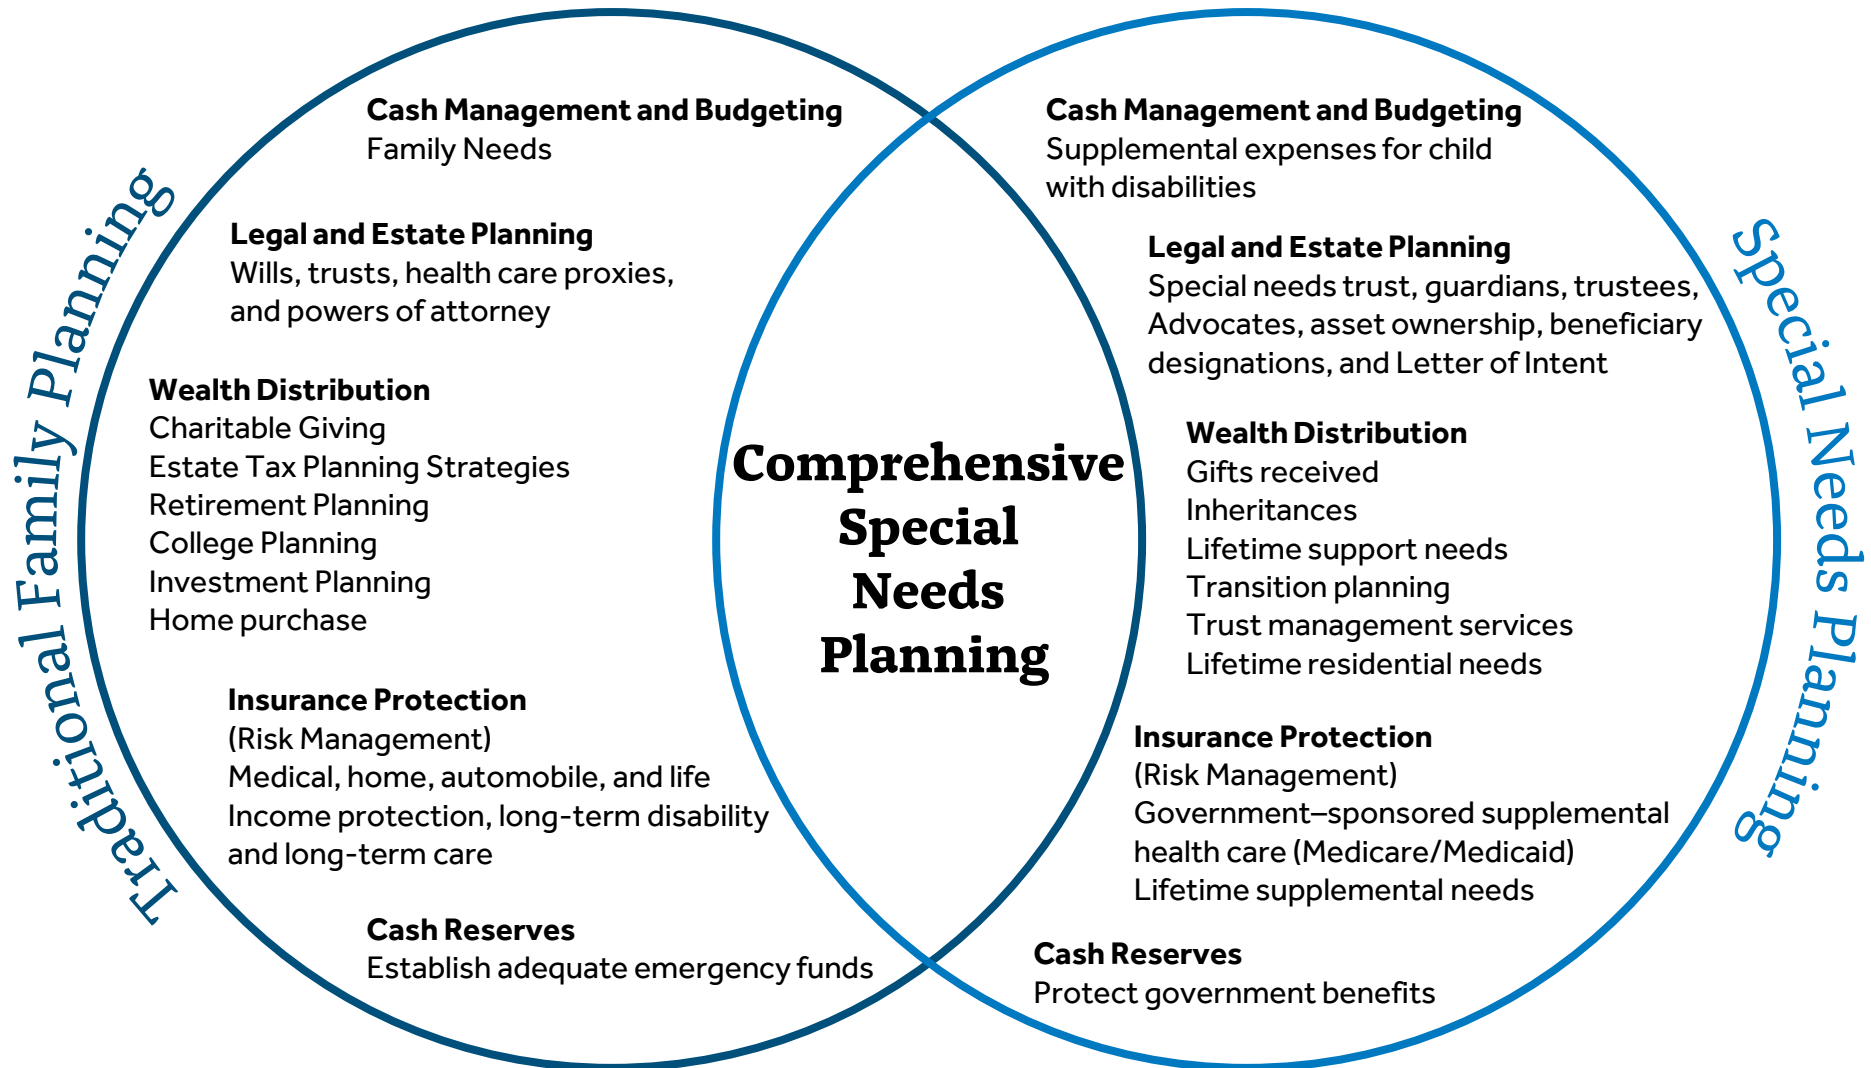 Traditional Family Planning
Cash Management and Budgeting
Family Needs
Legal and Estate Planning
Wills, trusts, health care proxies,
and powers of attorney
Wealth Distribution
Charitable Giving
Estate Tax Planning Strategies
Retirement Planning
College Planning
Investment Planning
Home purchase
Insurance Protection
(Risk Management)
Medical, home, automobile, and life
Income protection, long-term disability
and long-term care
Cash Reserves
Establish adequate emergency funds
Comprehensive
Special
Needs
Planning
Cash Management and Budgeting
Supplemental expenses for child
with disabilities
Legal and Estate Planning
Special needs trust, guardians, trustees,
Advocates, asset ownership, beneficiary
designations, and Letter of Intent
Wealth Distribution
Gifts received
Inheritances
Lifetime support needs
Transition planning
Trust management services
Lifetime residential needs
Insurance Protection
(Risk Management)
Government–sponsored supplemental
health care (Medicare/Medicaid)
Lifetime supplemental needs
Cash Reserves
Protect government benefits
Special Needs Planning